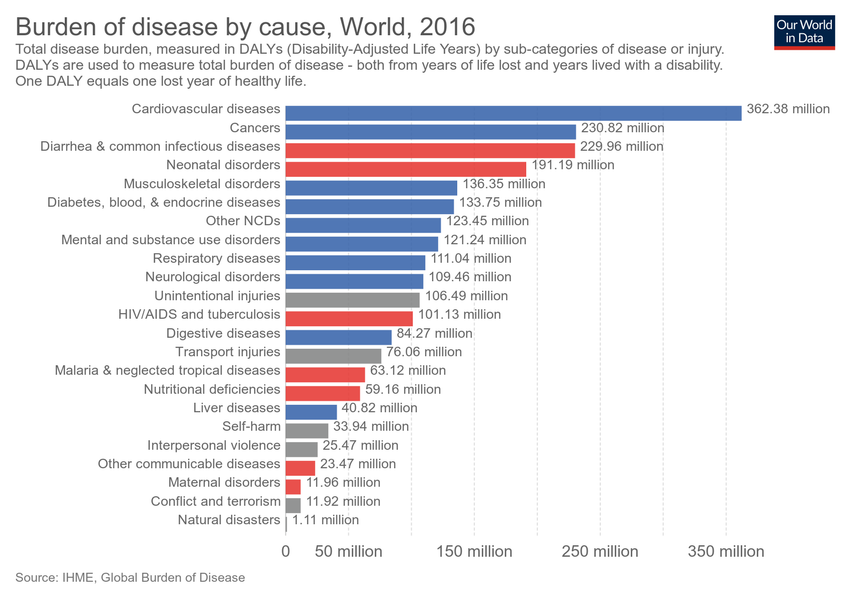 Burden of disease by cause, World, 2016
Our World
in Data
Total disease burden, measured in DALYs (Disability-Adjusted Life Years) by sub-categories of disease or injury.
DALYs are used to measure total burden of disease - both from years of life lost and years lived with a disability.
One DALY equals one lost year of healthy life.
Cardiovascular diseases 362.38 million
Cancers 230.82 million
Diarrhea & common infectious diseases 229.96 million
Neonatal disorders 191.19 million
Musculoskeletal disorders 136.35 million
Diabetes, blood, & endocrine diseases 133.75 million
Other NCDs 123.45 million
Mental and substance use disorders 121.24 million
Respiratory diseases 111.04 million
Neurological disorders 109.46 million
Unintentional injuries 106.49 million
HIV/AIDS and tuberculosis 101.13 million
Digestive diseases 84.27 million
Transport injuries 76.06 million
Malaria & neglected tropical diseases 63.12 million
Nutritional deficiencies 59.16 million
Liver diseases 40.82 million
Self-harm 33.94 million
Interpersonal violence 25.47 million
Other communicable diseases 23.47 million
Maternal disorders 11.96 million
Conflict and terrorism 11.92 million
Natural disasters 1.11 million
0 50 million 150 million 250 million 350 million
Source: IHME, Global Burden of Disease